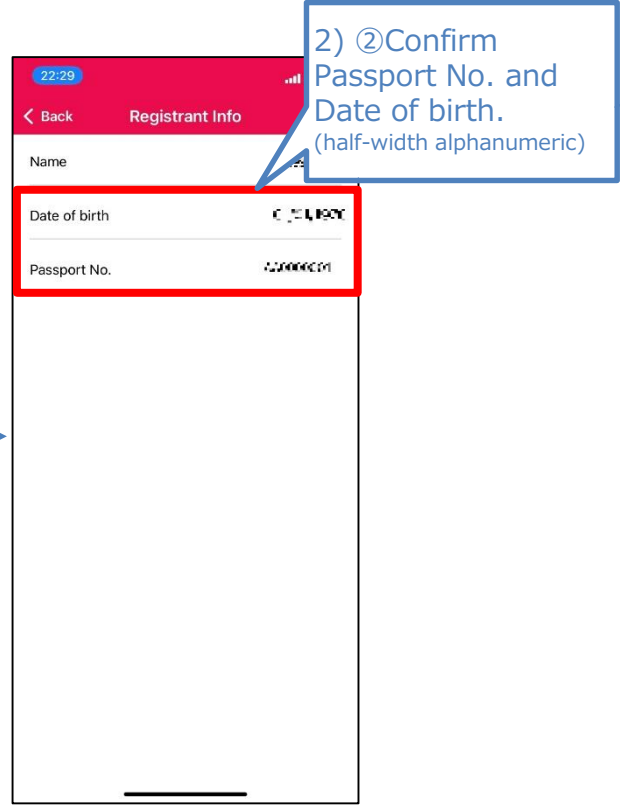 2) ②Confirm
Passport No. and
Date of birth.
(half-width alphanumeric)
22:29
Back Registrant Info
Name
Date of birth
Passport No.